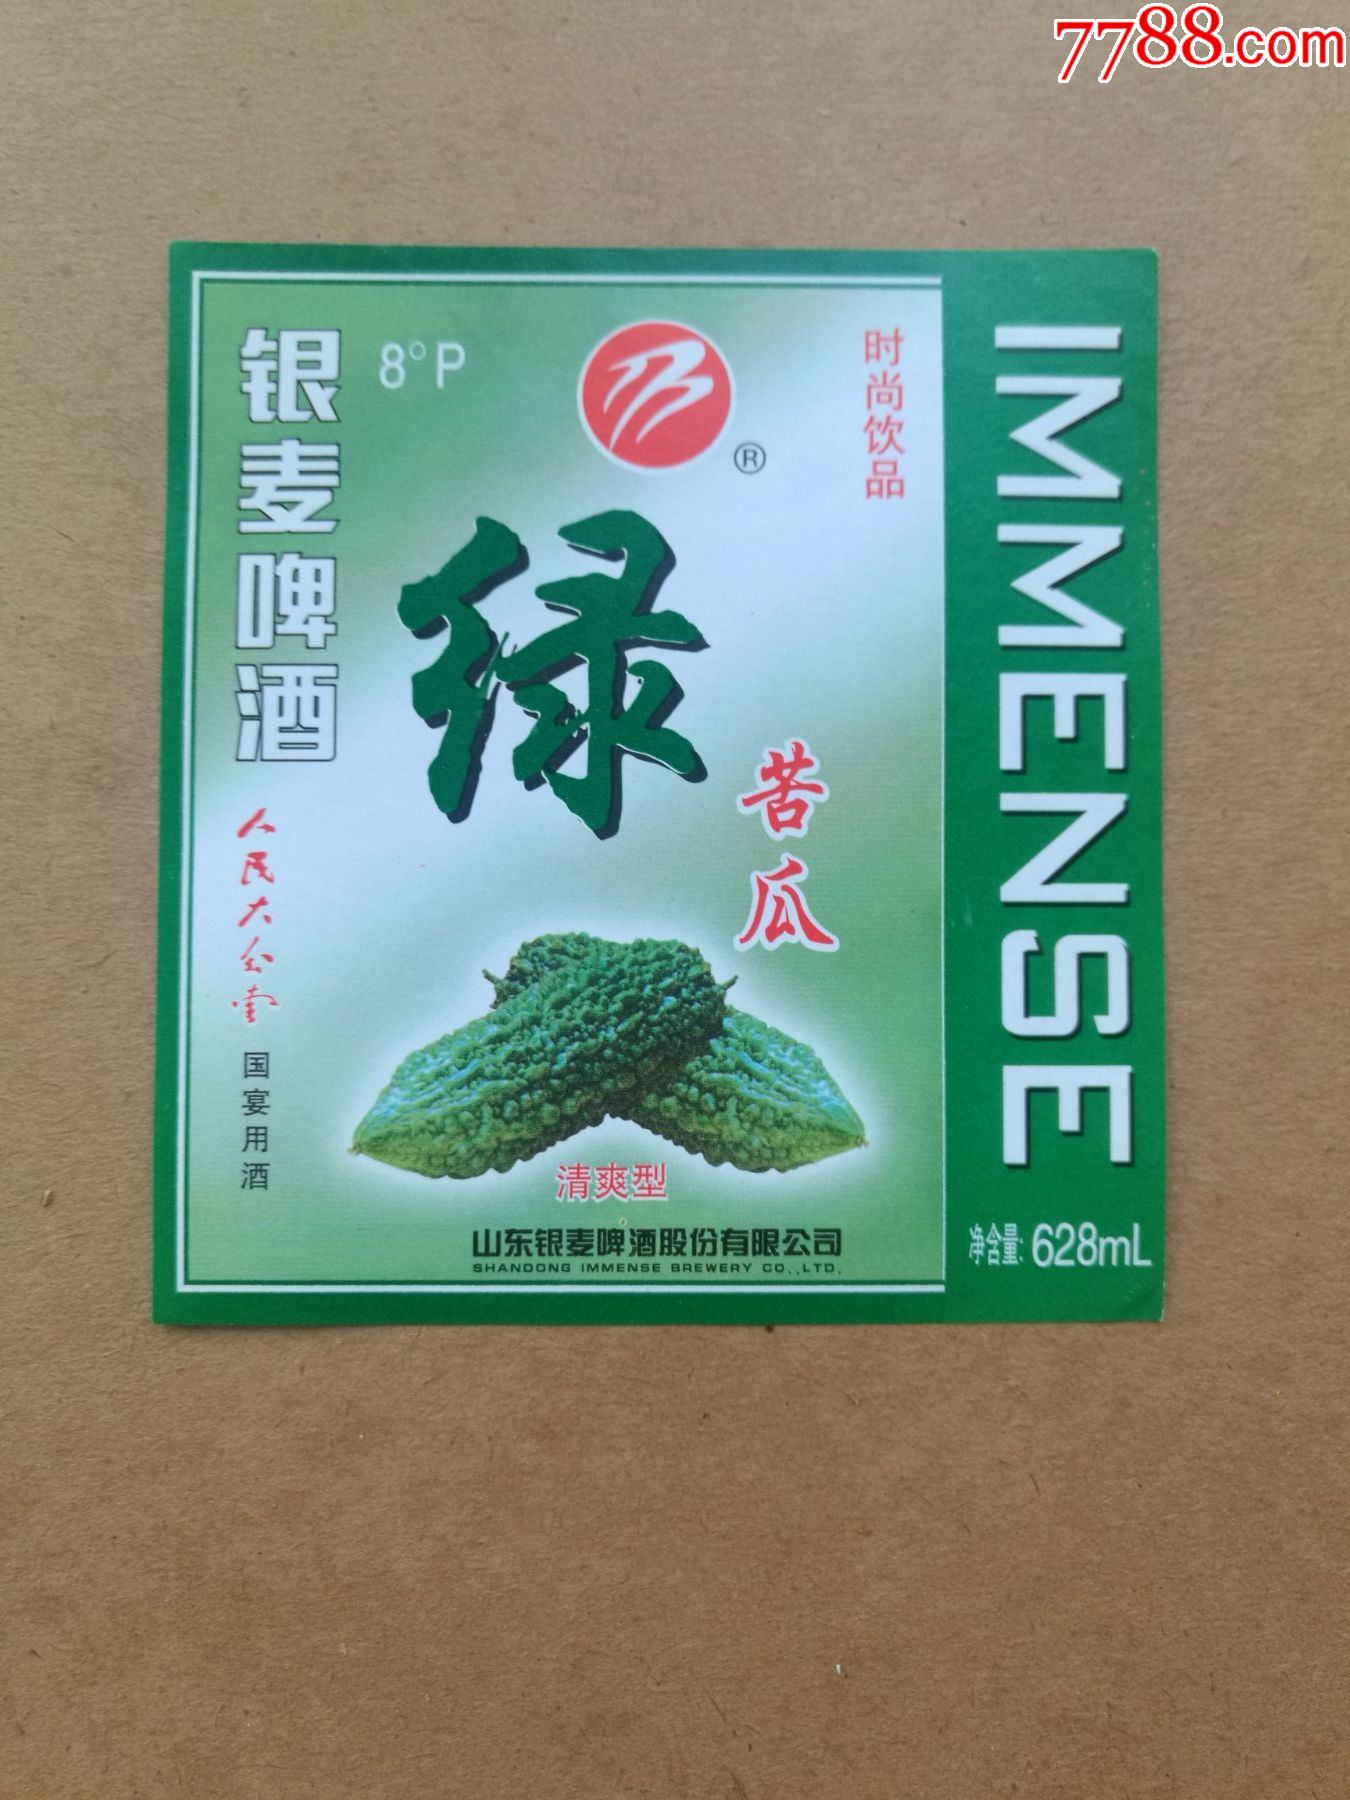 7788.com
银麦啤酒
8°P
®
时尚饮品
绿
苦瓜
人民大会堂
国宴用酒
清爽型
山东银麦啤酒股份有限公司
SHANDONG IMMENSE BREWERY CO.,LTD.
IMMENSE
净含量: 628mL